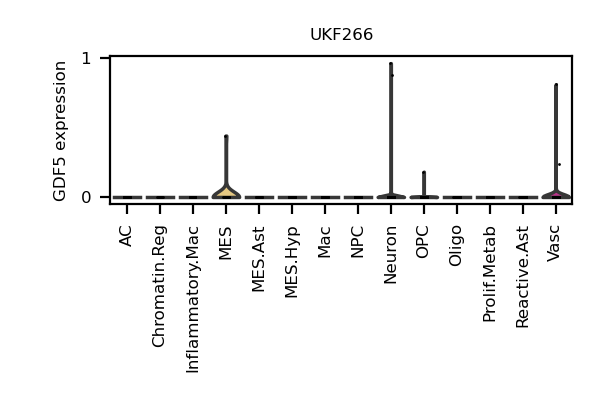 UKF266
GDF5 expression
1
0
AC
Chromatin.Reg
Inflammatory.Mac
MES
MES.Ast
MES.Hyp
Mac
NPC
Neuron
OPC
Oligo
Prolif.Metab
Reactive.Ast
Vasc